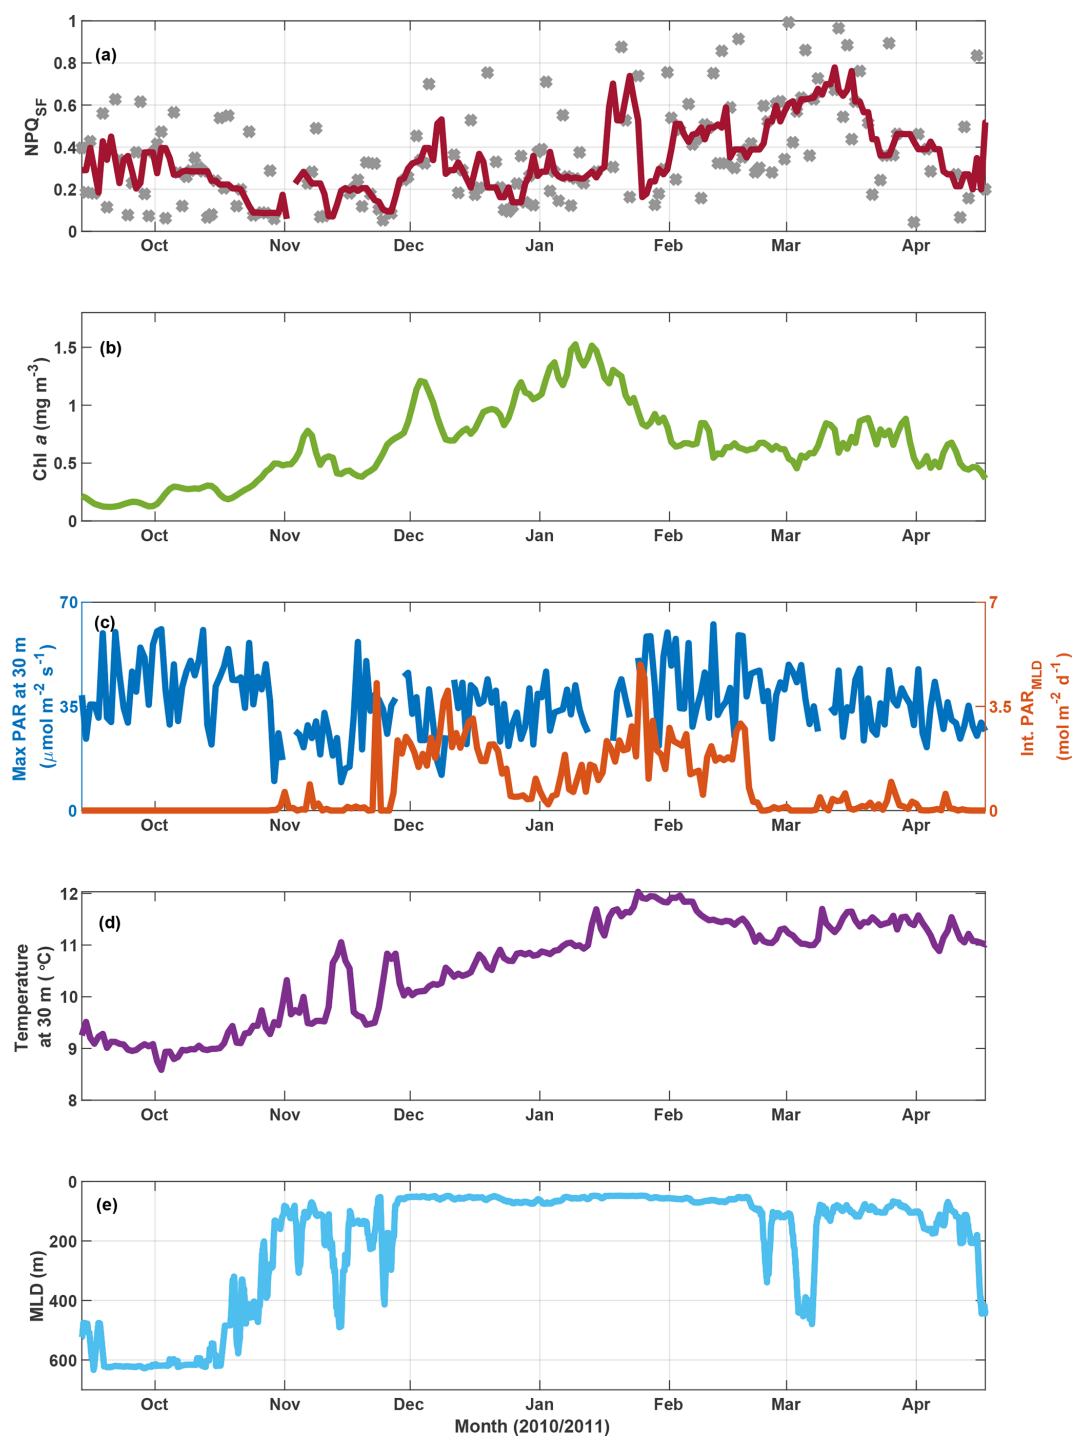 (a)
NPQSF
1
0.8
0.6
0.4
0.2
0
Oct Nov Dec Jan Feb Mar Apr
(b)
Chl a (mg m-3)
1.5
1
0.5
0
Oct Nov Dec Jan Feb Mar Apr
(c)
Max PAR at 30 m
(μmol m-2 s-1)
70
35
0
7
3.5
0
Int. PARMLD
(mol m-2 d-1)
Oct Nov Dec Jan Feb Mar Apr
(d)
Temperature
at 30 m ( °C)
12
11
10
9
8
Oct Nov Dec Jan Feb Mar Apr
(e)
MLD (m)
0
200
400
600
Oct Nov Dec Jan Feb Mar Apr
Month (2010/2011)